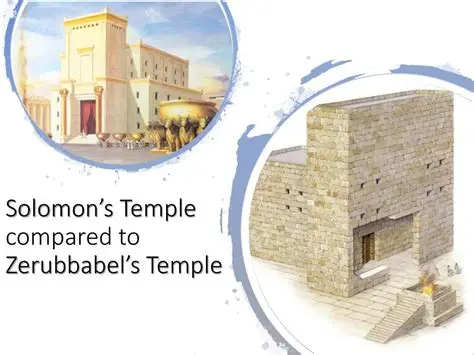 Solomon's Temple
compared to
Zerubbabel's Temple